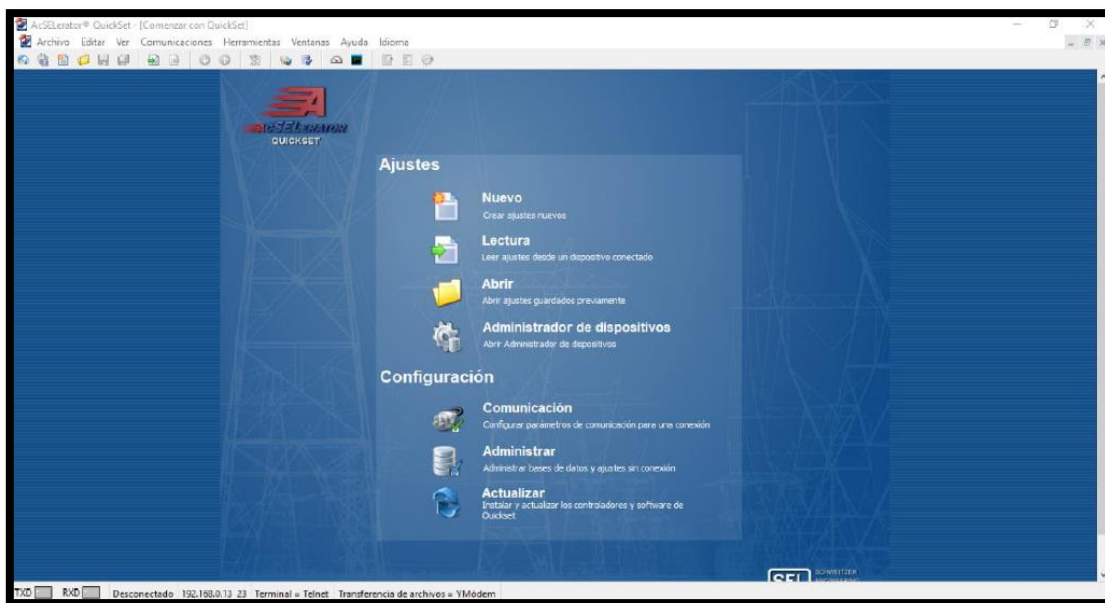 AcSELerator® QuickSet - [Comenzar con QuickSet]
Archivo Editar Ver Comunicaciones Herramientas Ventanas Ayuda Idioma
ACSELERATOR
QUICKSET
Ajustes
Nuevo
Crear ajustes nuevos
Lectura
Leer ajustes desde un dispositivo conectado
Abrir
Abrir ajustes guardados previamente
Administrador de dispositivos
Abrir Administrador de dispositivos
Configuración
Comunicación
Configurar parámetros de comunicación para una conexión
Administrar
Administrar bases de datos y ajustes sin conexión
Actualizar
Instalar y actualizar los controladores y software de
Quickset
SEL SCHWEITZER
TXD RXD Desconectado 192.168.0.13 23 Terminal = Telnet Transferencia de archivos = YMódem